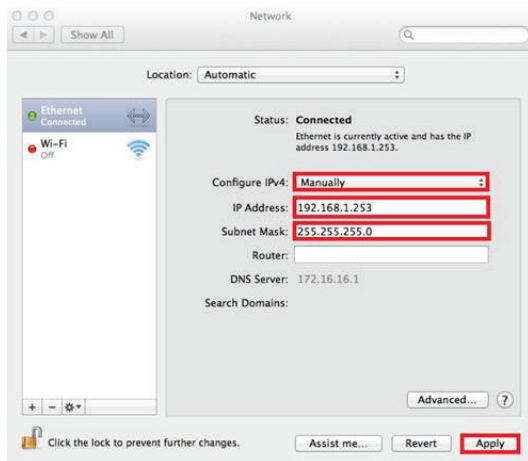 Network
Show All
Location: Automatic
Ethernet
Connected
Wi-Fi
Off
Status: Connected
Ethernet is currently active and has the IP
address 192.168.1.253.
Configure IPv4: Manually
IP Address: 192.168.1.253
Subnet Mask: 255.255.255.0
Router:
DNS Server: 172.16.16.1
Search Domains:
Advanced... ?
+ −
Click the lock to prevent further changes.
Assist me... Revert Apply